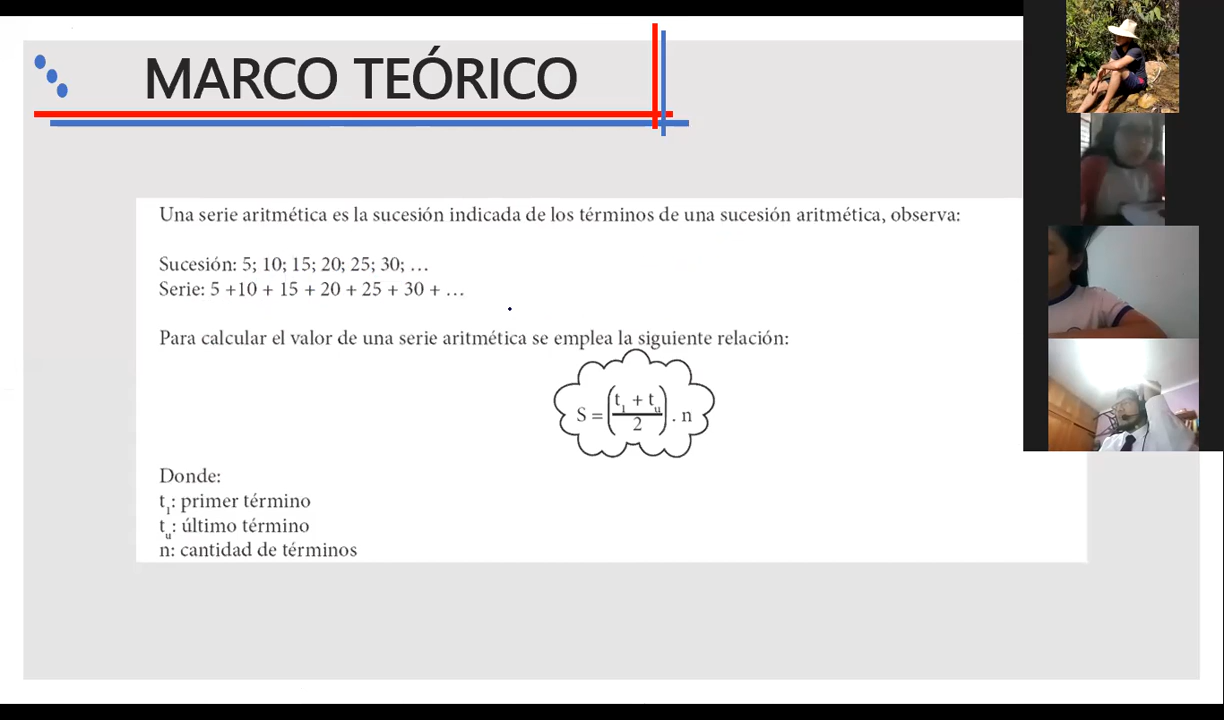 MARCO TEÓRICO
Una serie aritmética es la sucesión indicada de los términos de una sucesión aritmética, observa:
Sucesión: 5; 10; 15; 20; 25; 30; …
Serie: 5 +10 + 15 + 20 + 25 + 30 + …
Para calcular el valor de una serie aritmética se emplea la siguiente relación:
S = (t₁ + tᵤ / 2) . n
Donde:
t₁: primer término
tᵤ: último término
n: cantidad de términos